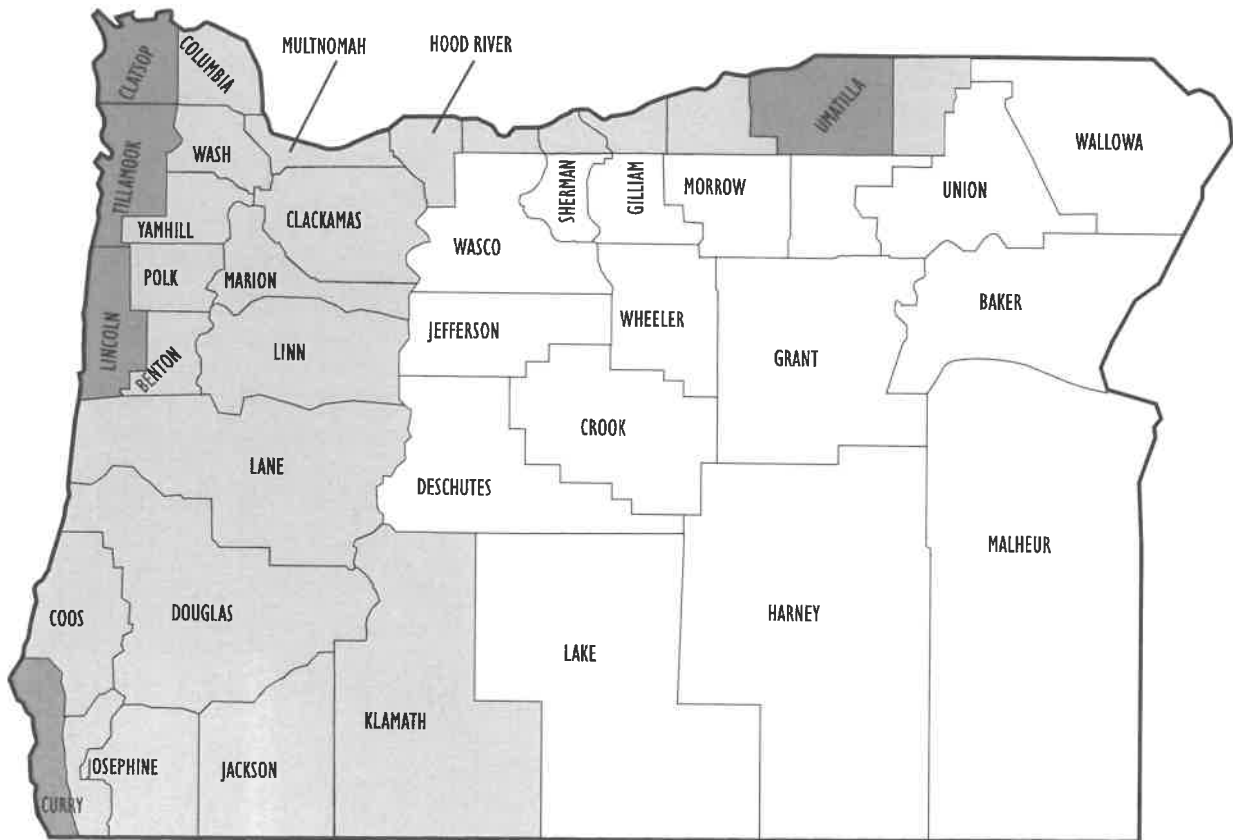 CLATSOP
COLUMBIA
MULTNOMAH
HOOD RIVER
UMATILLA
WALLOWA
TILLAMOOK
WASH
SHERMAN
GILLIAM
MORROW
UNION
YAMHILL
CLACKAMAS
WASCO
POLK
MARION
LINCOLN
JEFFERSON
WHEELER
BAKER
BENTON
LINN
GRANT
CROOK
LANE
DESCHUTES
MALHEUR
COOS
DOUGLAS
HARNEY
LAKE
KLAMATH
JOSEPHINE
JACKSON
CURRY